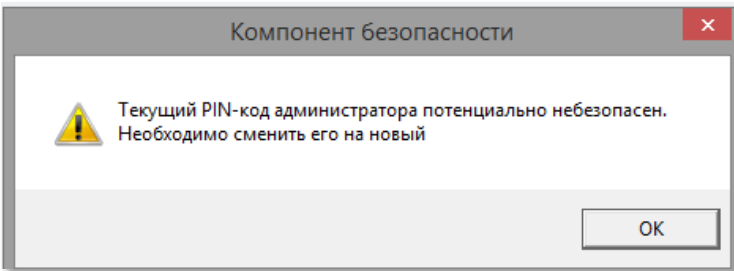 Компонент безопасности
Текущий PIN-код администратора потенциально небезопасен.
Необходимо сменить его на новый
OK